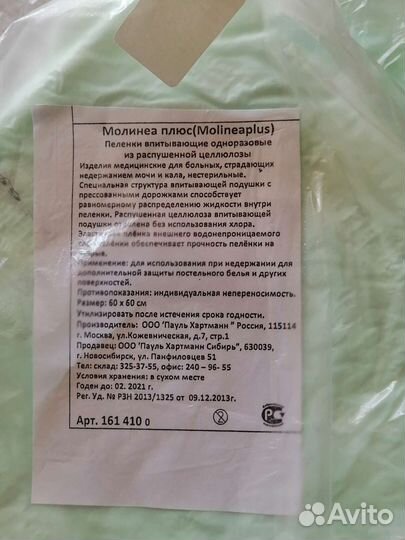 Молинеа плюс(Molineaplus)
Пеленки впитывающие одноразовые
из распушенной целлюлозы
Изделия медицинские для больных, страдающих
недержанием мочи и кала, нестерильные.
Специальная структура впитывающей подушки с
прессованными дорожками способствует
равномерному распределению жидкости внутри
пеленки. Распушенная целлюлоза впитывающей
подушки от елена без использования хлора.
плёнка внешнего водонепроницаемого
обеспечивает прочность пелёнки на
Применение: для использования при недержании для
дополнительной защиты постельного белья и других
поверхностей.
Противопоказания: индивидуальная непереносимость.
Размер: 60 х 60 см
Утилизировать после истечения срока годности.
Производитель: ООО 'Пауль Хартманн " Россия, 115114
г. Москва, ул.Кожевническая, д.7, стр.1
Продавец: ООО 'Пауль Хартманн Сибирь", 630039,
г. Новосибирск, ул. Панфиловцев 51
Тел: склад: 325-37-55, офис: 240 – 96- 55
Условия хранения: в сухом месте
Годен до: 02. 2021 г.
Рег. Уд. № РЗН 2013/1325 от 09.12.2013г.
Арт. 161 410 0
Avito